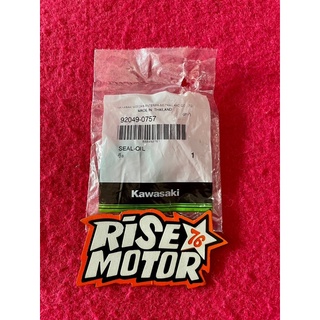 MADE IN THAILAND
92049-0757
SEAL-OIL
1
Kawasaki
RiSE
76
MOTOR